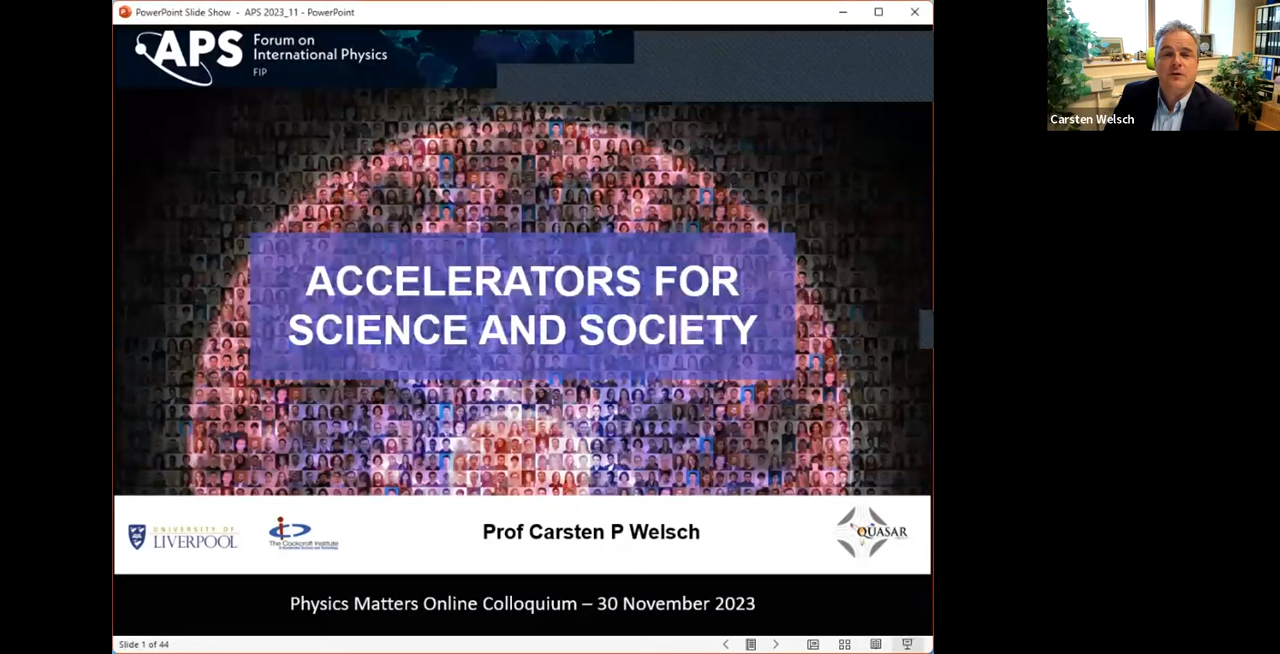 PowerPoint Slide Show - APS 2023_11 - PowerPoint
APS
Forum on
International Physics
FIP
Carsten Welsch
ACCELERATORS FOR
SCIENCE AND SOCIETY
UNIVERSITY OF
LIVERPOOL
The Cockcroft Institute
Prof Carsten P Welsch
QUASAR
Physics Matters Online Colloquium – 30 November 2023
Slide 1 of 44